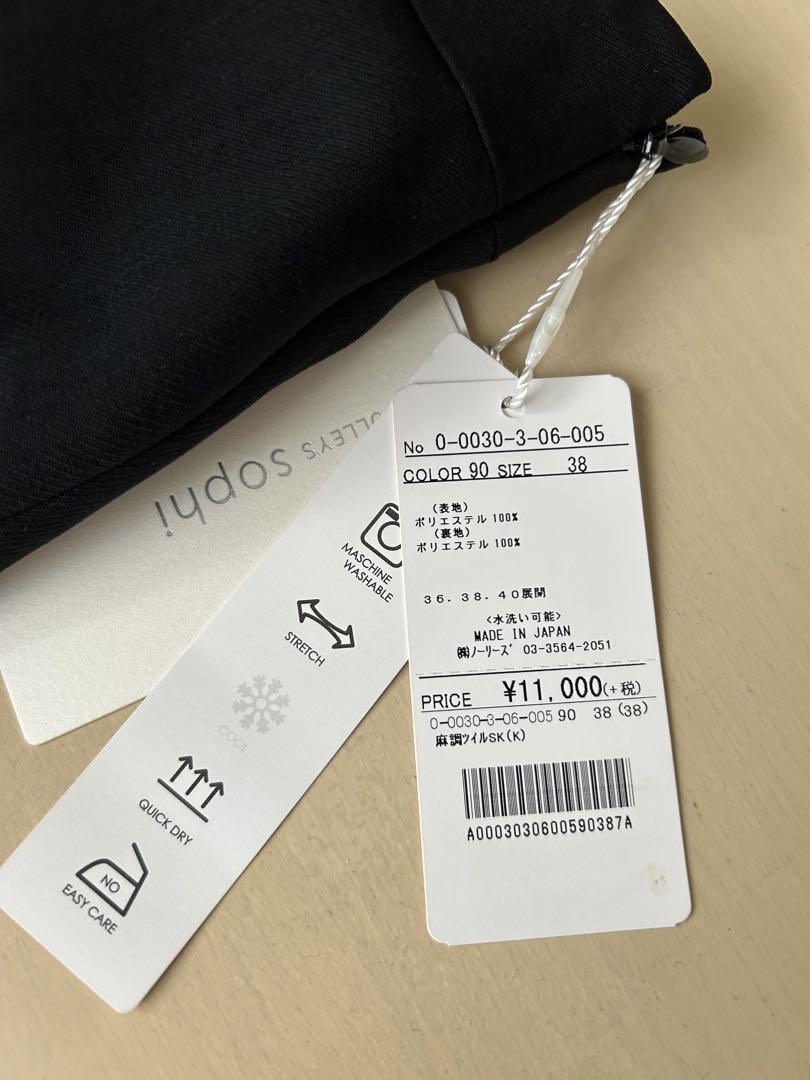 No 0-0030-3-06-005
COLOR 90 SIZE 38
(表地)
ポリエステル 100%
(裏地)
ポリエステル 100%
36. 38. 40展開
<水洗い可能>
MADE IN JAPAN
㈱ノーリーズ 03-3564-2051
PRICE ¥11,000(+税)
0-0030-3-06-005 90 38 (38)
麻調ツイルSK(K)
A0003030600590387A
MASCHINE
WASHABLE
STRETCH
COOL
QUICK DRY
NO
EASY CARE
OLLEY'S sophi